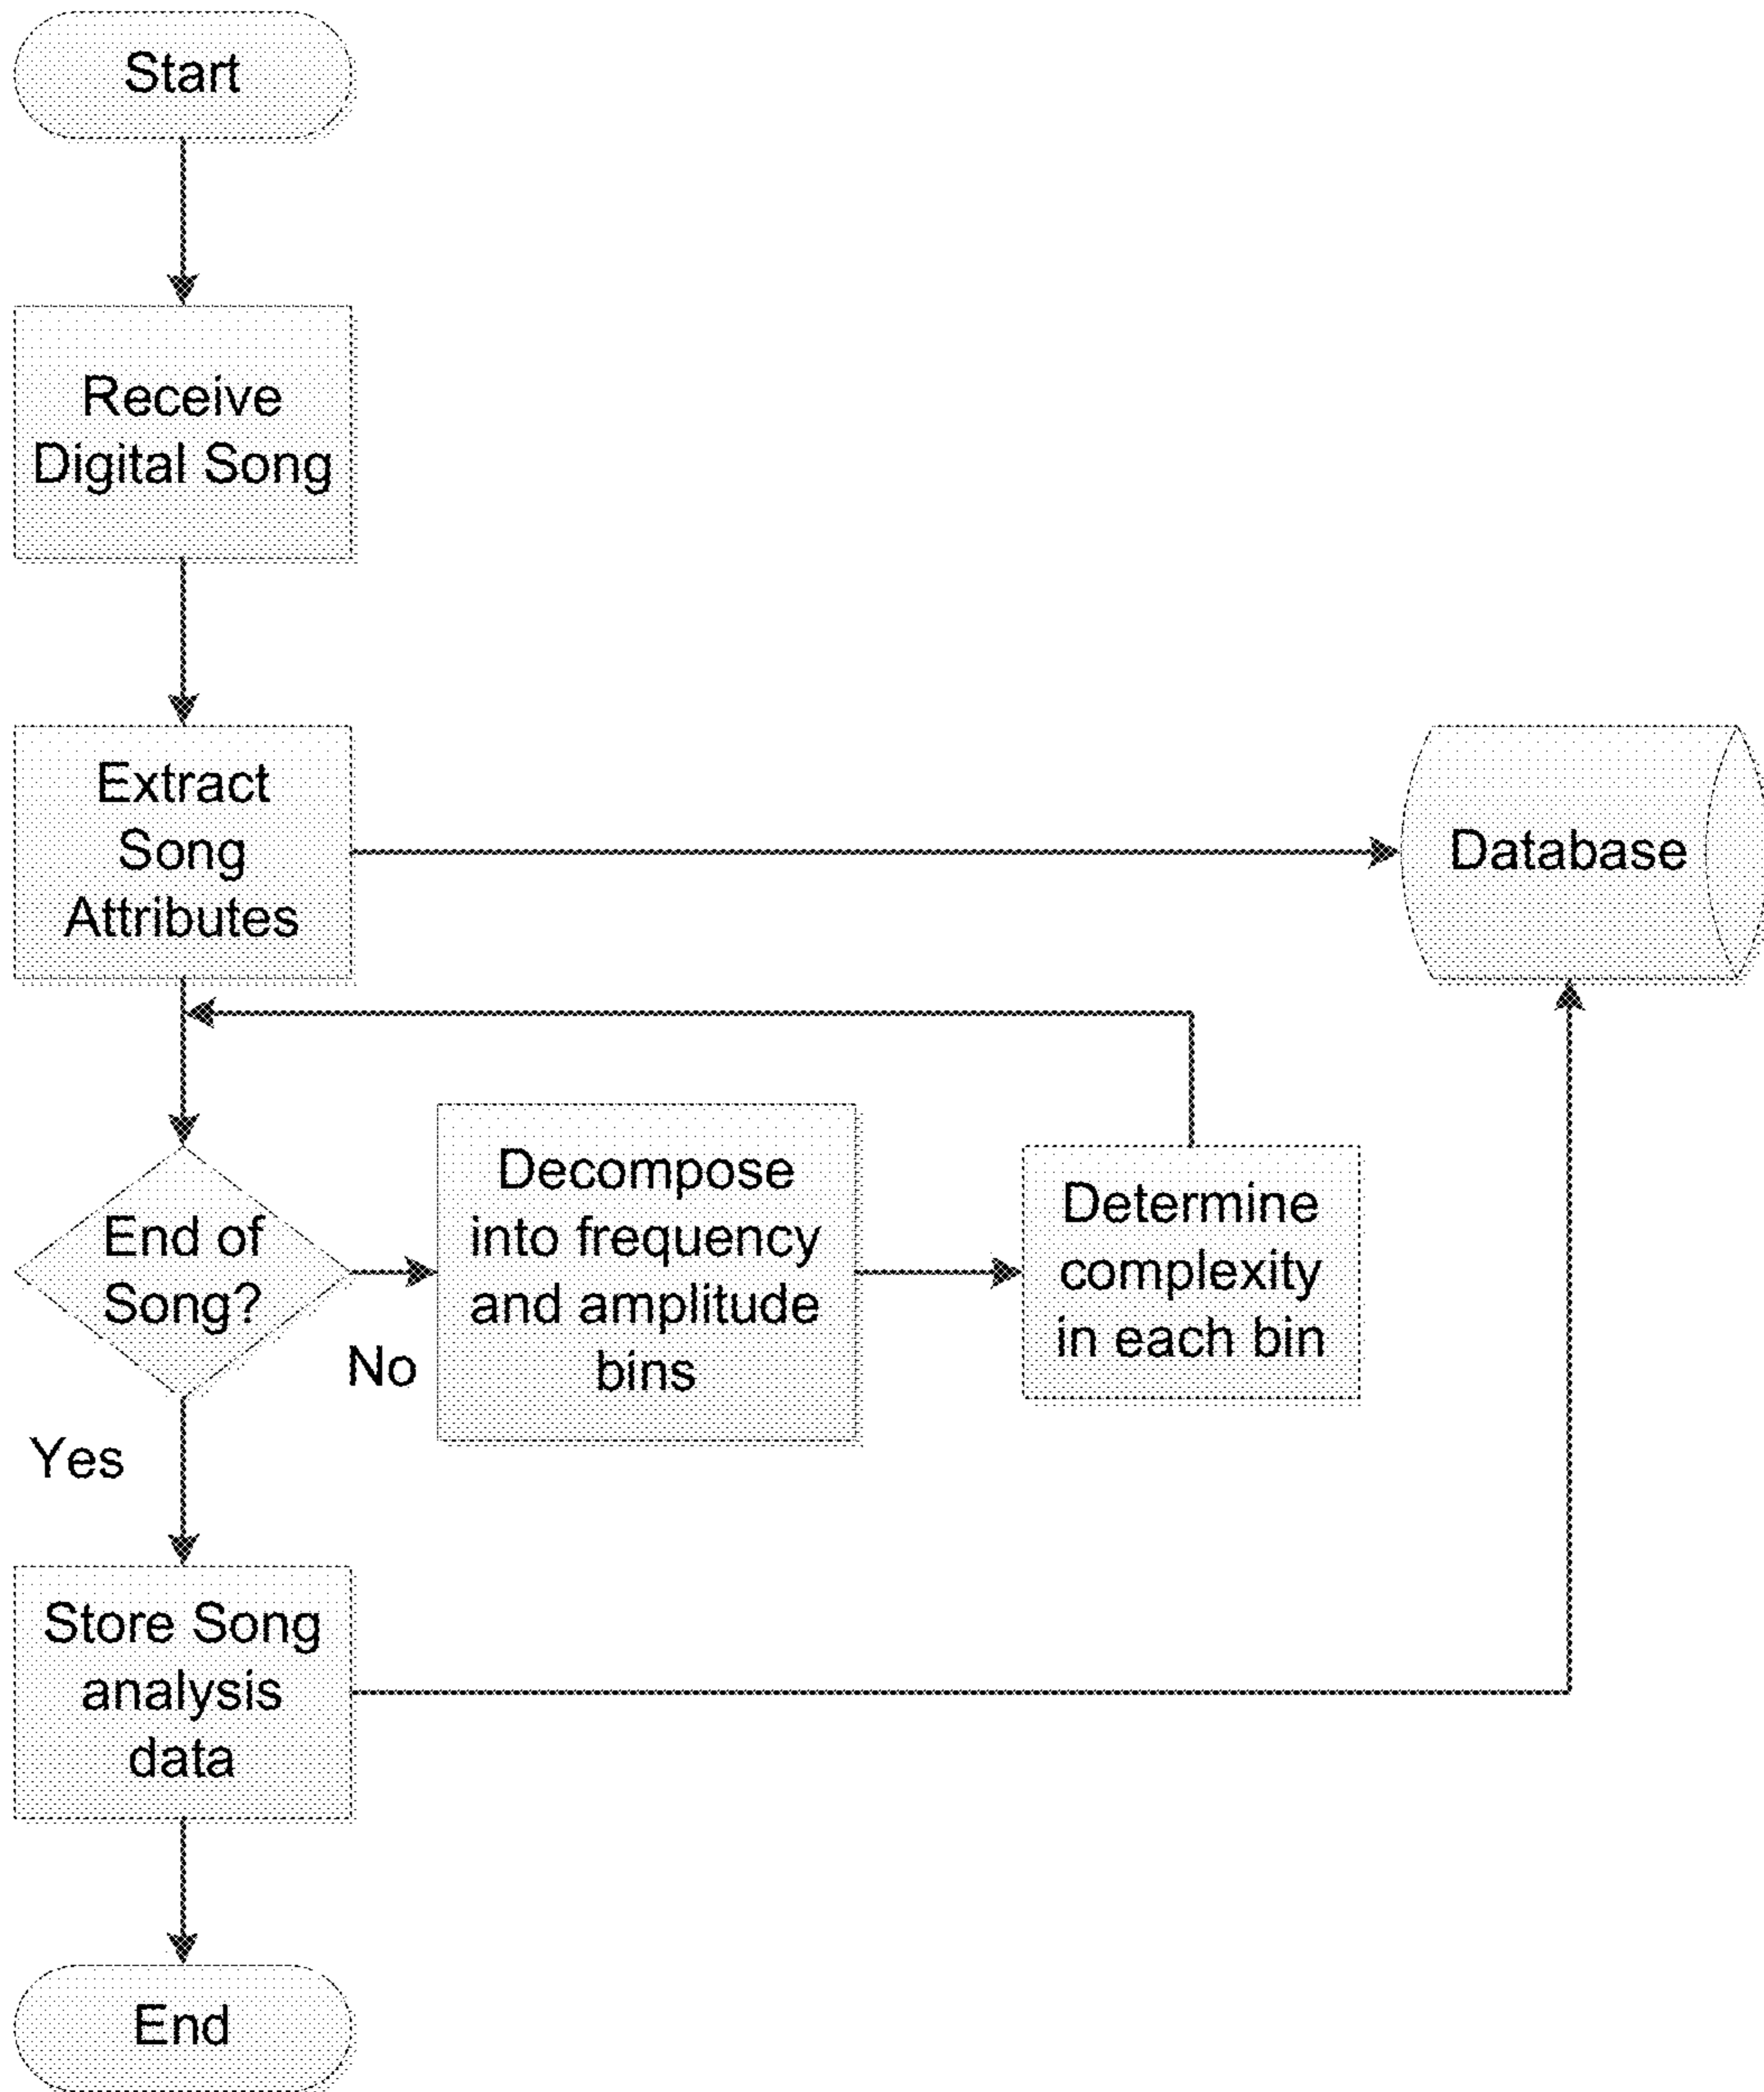 Start
Receive
Digital Song
Extract
Song
Attributes
Database
End of
Song?
No
Decompose
into frequency
and amplitude
bins
Determine
complexity
in each bin
Yes
Store Song
analysis
data
End